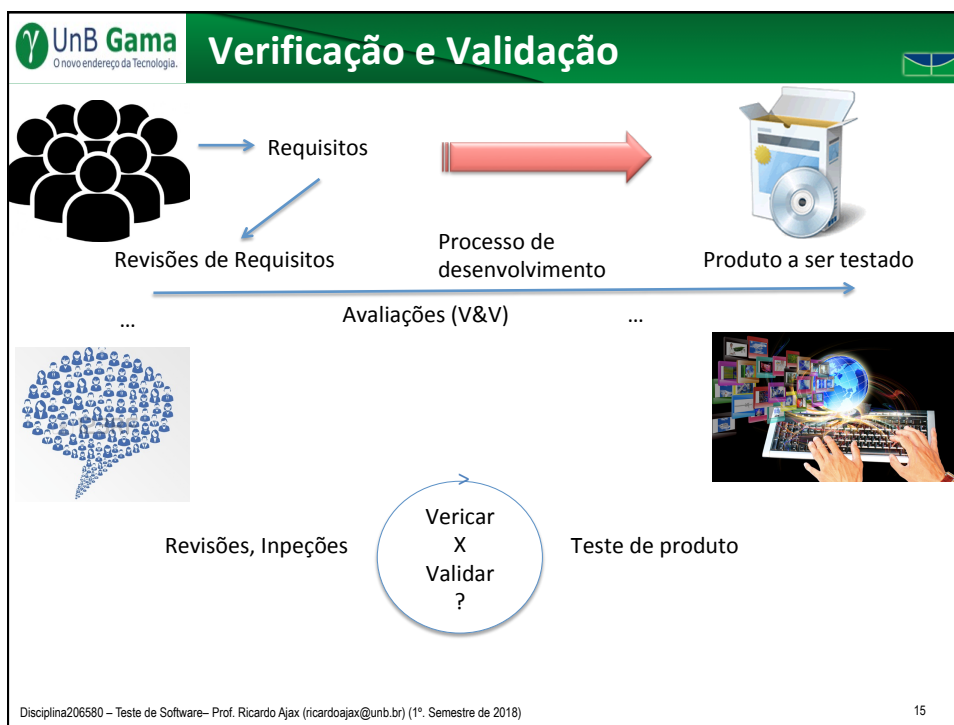 UnB Gama
O novo endereço da Tecnologia.
Verificação e Validação
Requisitos
Revisões de Requisitos
Processo de
desenvolvimento
Produto a ser testado
...
Avaliações (V&V)
...
Revisões, Inpeções
Vericar
X
Validar
?
Teste de produto
Disciplina206580 – Teste de Software– Prof. Ricardo Ajax (ricardoajax@unb.br) (1º. Semestre de 2018)
15